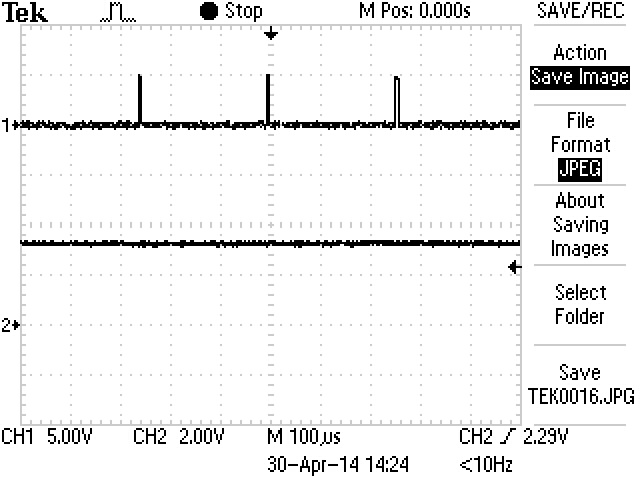 Tek Stop M Pos: 0.000s SAVE/REC
Action
Save Image
File
Format
JPEG
About
Saving
Images
Select
Folder
Save
TEK0016.JPG
1
2
CH1 5.00V CH2 2.00V M 100µs CH2 2.29V
30-Apr-14 14:24 <10Hz